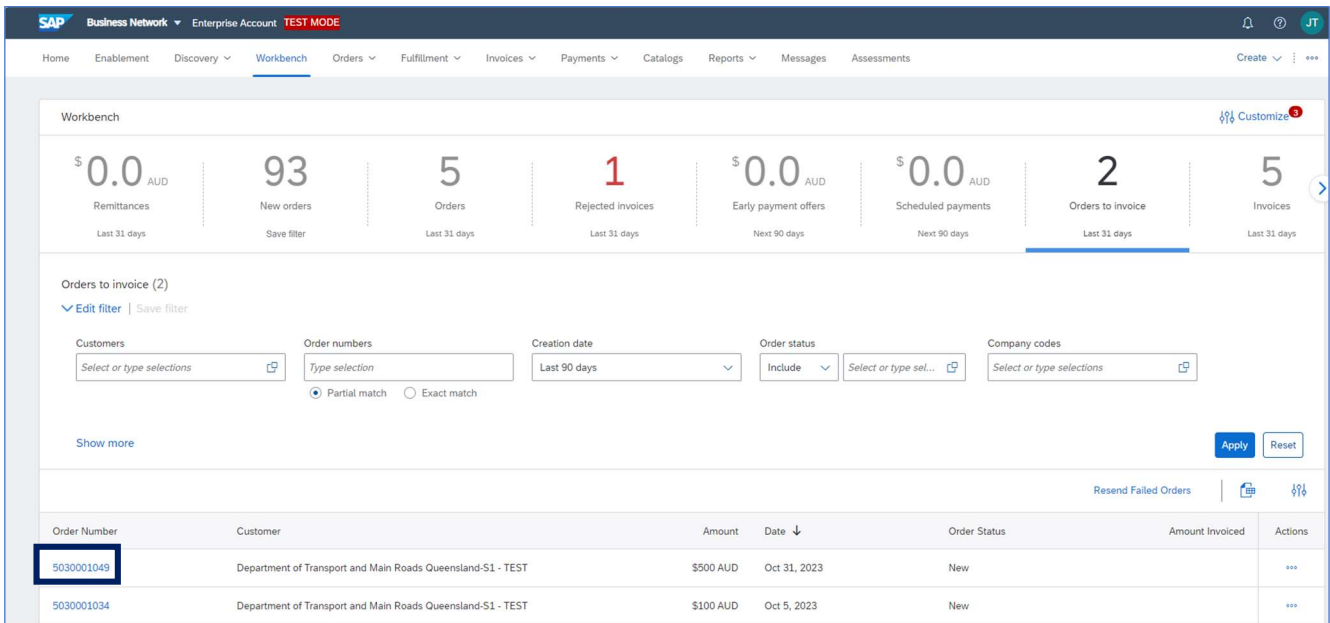 SAP Business Network Enterprise Account TEST MODE JT
Home Enablement Discovery Workbench Orders Fulfillment Invoices Payments Catalogs Reports Messages Assessments Create
Workbench Customize 3
$ 0.0 AUD 93 5 1 $ 0.0 AUD $ 0.0 AUD 2 5
Remittances New orders Orders Rejected invoices Early payment offers Scheduled payments Orders to invoice Invoices
Last 31 days Save filter Last 31 days Last 31 days Next 90 days Next 90 days Last 31 days Last 31 days
Orders to invoice (2)
Edit filter | Save filter
Customers Order numbers Creation date Order status Company codes
Select or type selections Type selection Last 90 days Include Select or type sel... Select or type selections
Partial match Exact match
Show more Apply Reset
Resend Failed Orders
Order Number Customer Amount Date ↓ Order Status Amount Invoiced Actions
5030001049 Department of Transport and Main Roads Queensland-S1 - TEST $500 AUD Oct 31, 2023 New
5030001034 Department of Transport and Main Roads Queensland-S1 - TEST $100 AUD Oct 5, 2023 New